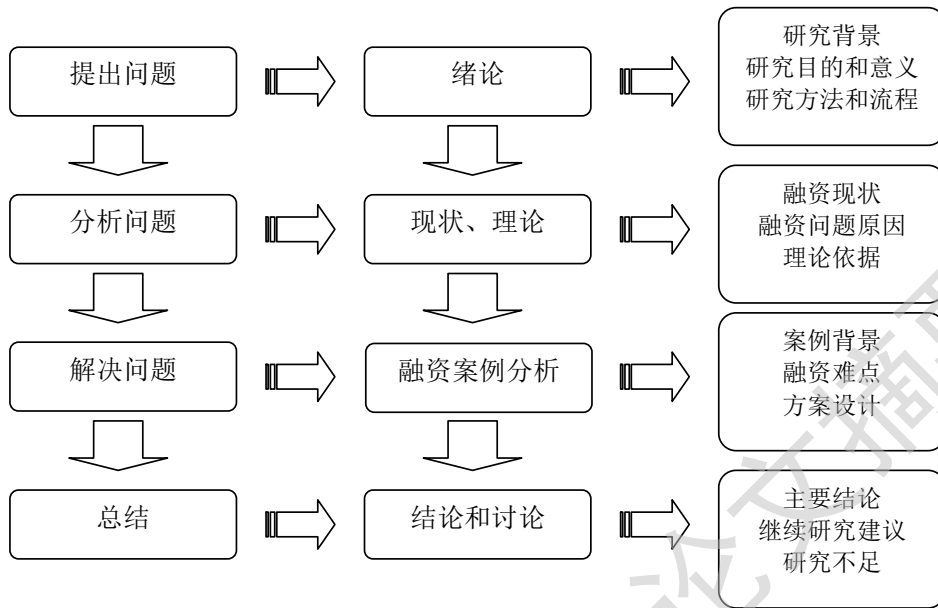 提出问题
绪论
研究背景
研究目的和意义
研究方法和流程
分析问题
现状、理论
融资现状
融资问题原因
理论依据
解决问题
融资案例分析
案例背景
融资难点
方案设计
总结
结论和讨论
主要结论
继续研究建议
研究不足
论文摘